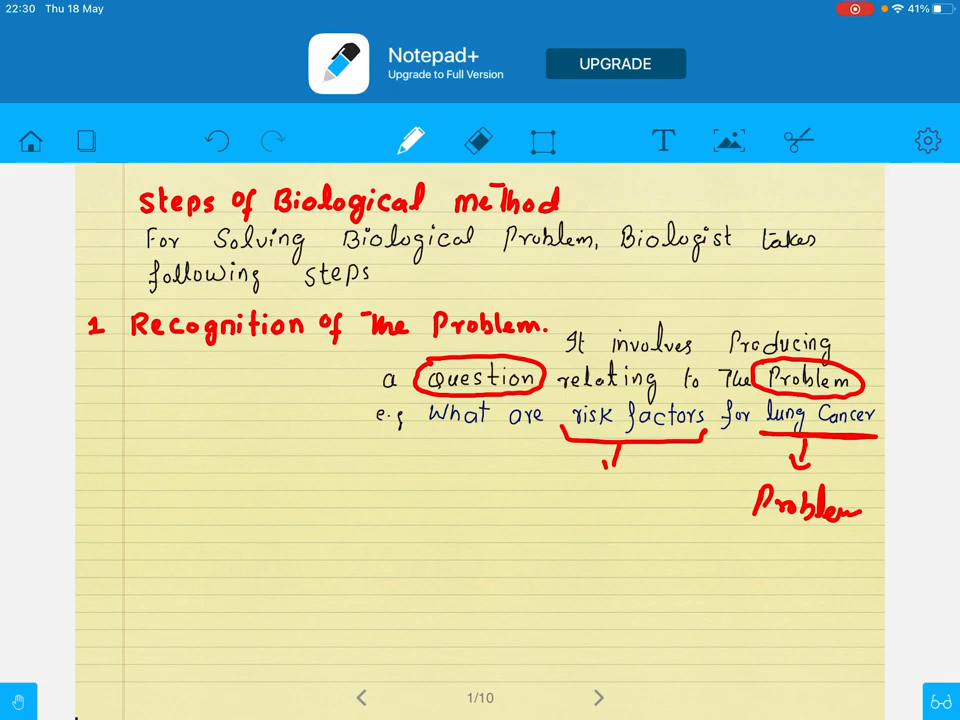 22:30 Thu 18 May
41%
Notepad+
Upgrade to Full Version
UPGRADE
T
Steps of Biological method
For Solving Biological Problem, Biologist takes
following steps
1 Recognition of The Problem.
It involves Producing
a Question relating to The Problem
e.g What are risk factors for lung Cancer
Problem
1/10